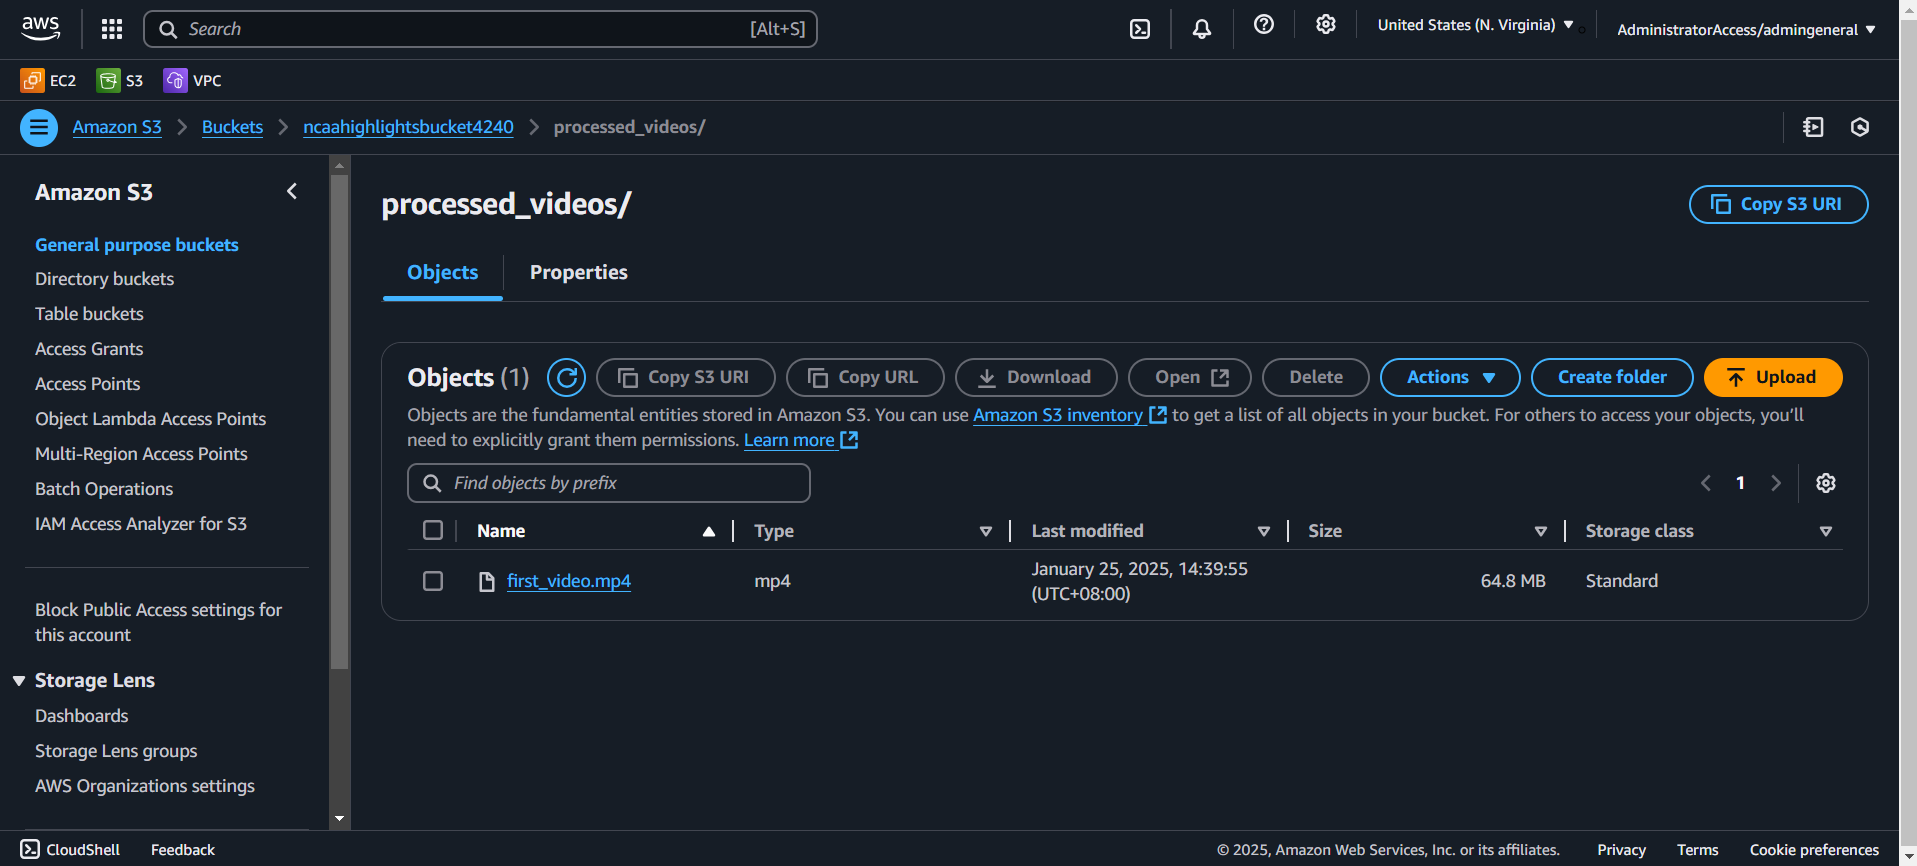 aws
Search [Alt+S]
United States (N. Virginia)
AdministratorAccess/admingeneral
EC2 S3 VPC
Amazon S3 Buckets ncaahighlightsbucket4240 processed_videos/
Amazon S3
General purpose buckets
Directory buckets
Table buckets
Access Grants
Access Points
Object Lambda Access Points
Multi-Region Access Points
Batch Operations
IAM Access Analyzer for S3
Block Public Access settings for
this account
Storage Lens
Dashboards
Storage Lens groups
AWS Organizations settings
processed_videos/
Copy S3 URI
Objects Properties
Objects (1) Copy S3 URI Copy URL Download Open Delete Actions Create folder Upload
Objects are the fundamental entities stored in Amazon S3. You can use Amazon S3 inventory to get a list of all objects in your bucket. For others to access your objects, you’ll
need to explicitly grant them permissions. Learn more
Find objects by prefix
1
Name Type Last modified Size Storage class
first_video.mp4 mp4 January 25, 2025, 14:39:55 64.8 MB Standard
(UTC+08:00)
CloudShell Feedback © 2025, Amazon Web Services, Inc. or its affiliates. Privacy Terms Cookie preferences